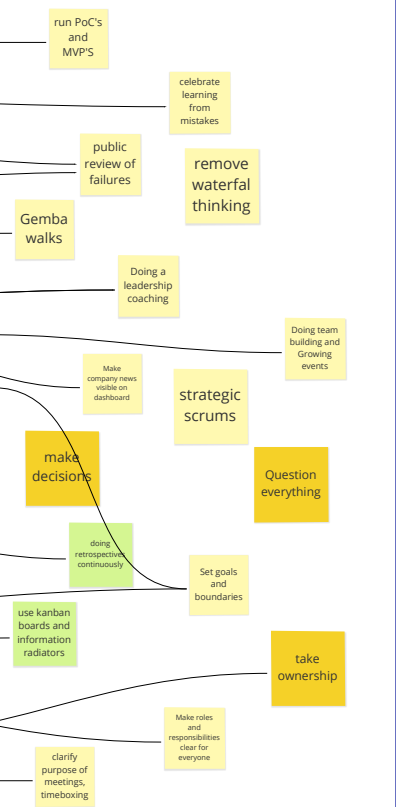 run PoC's
and
MVP'S
celebrate
learning
from
mistakes
public
review of
failures
remove
waterfal
thinking
Gemba
walks
Doing a
leadership
coaching
Doing team
building and
Growing
events
Make
company news
visible on
dashboard
strategic
scrums
make
decisions
Question
everything
doing
retrospectives
continuously
Set goals
and
boundaries
use kanban
boards and
information
radiators
take
ownership
Make roles
and
responsibilities
clear for
everyone
clarify
purpose of
meetings,
timeboxing